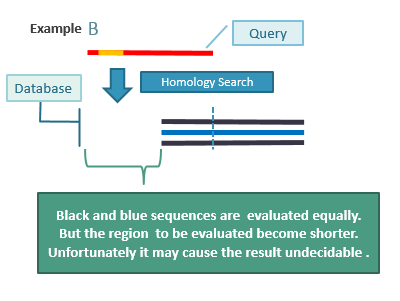 Example B
Query
Homology Search
Database
Black and blue sequences are evaluated equally.
But the region to be evaluated become shorter.
Unfortunately it may cause the result undecidable .